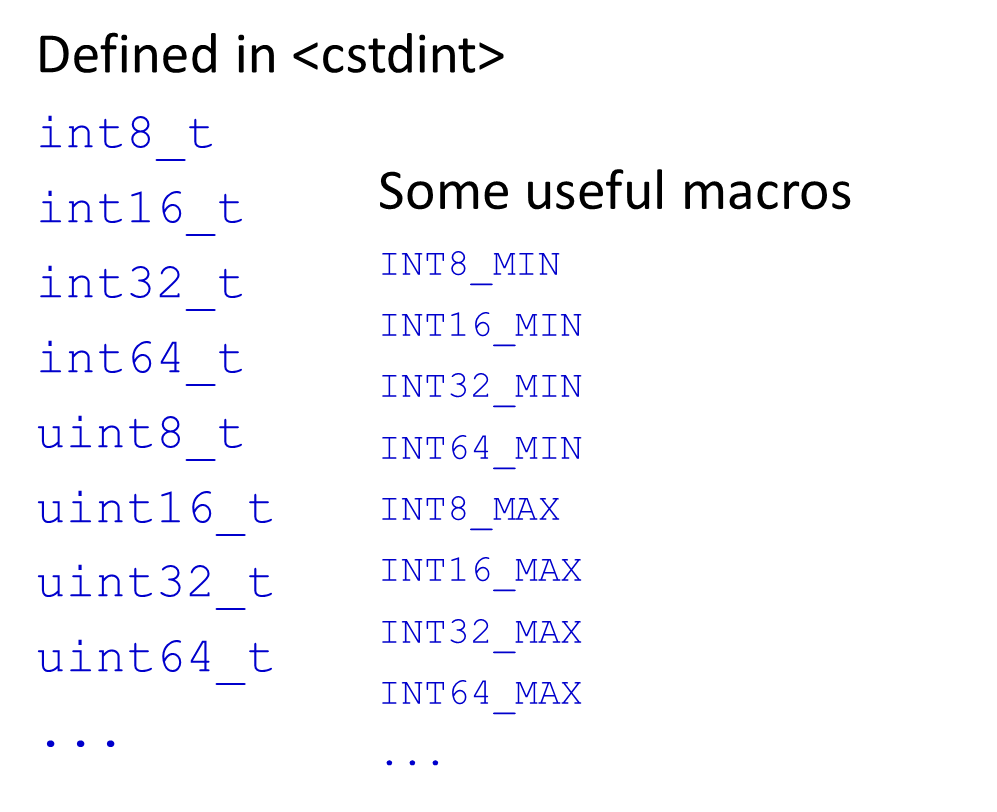 Defined in <cstdint>
int8_t
int16_t
int32_t
int64_t
uint8_t
uint16_t
uint32_t
uint64_t
...
Some useful macros
INT8_MIN
INT16_MIN
INT32_MIN
INT64_MIN
INT8_MAX
INT16_MAX
INT32_MAX
INT64_MAX
...